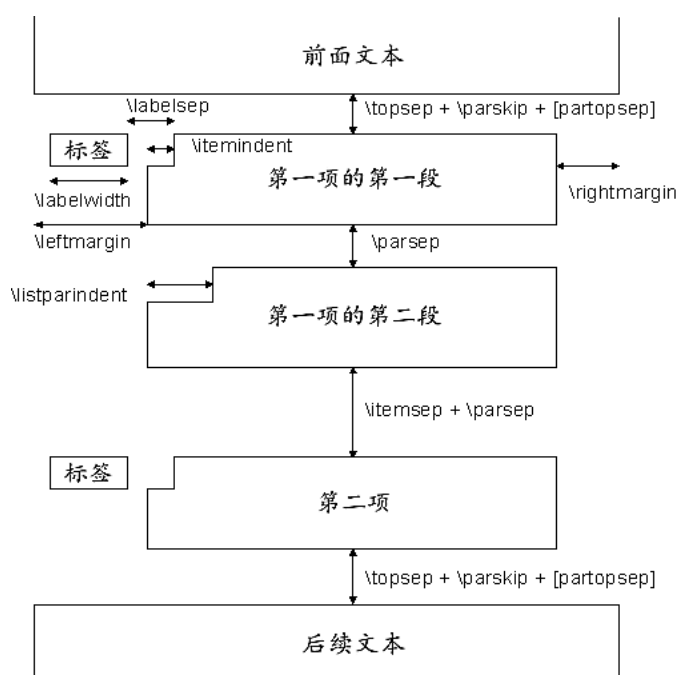 前面文本
\labelsep
\topsep + \parskip + [partopsep]
标签
\itemindent
第一项的第一段
\labelwidth
\rightmargin
\leftmargin
\parsep
\listparindent
第一项的第二段
\itemsep + \parsep
标签
第二项
\topsep + \parskip + [partopsep]
后续文本